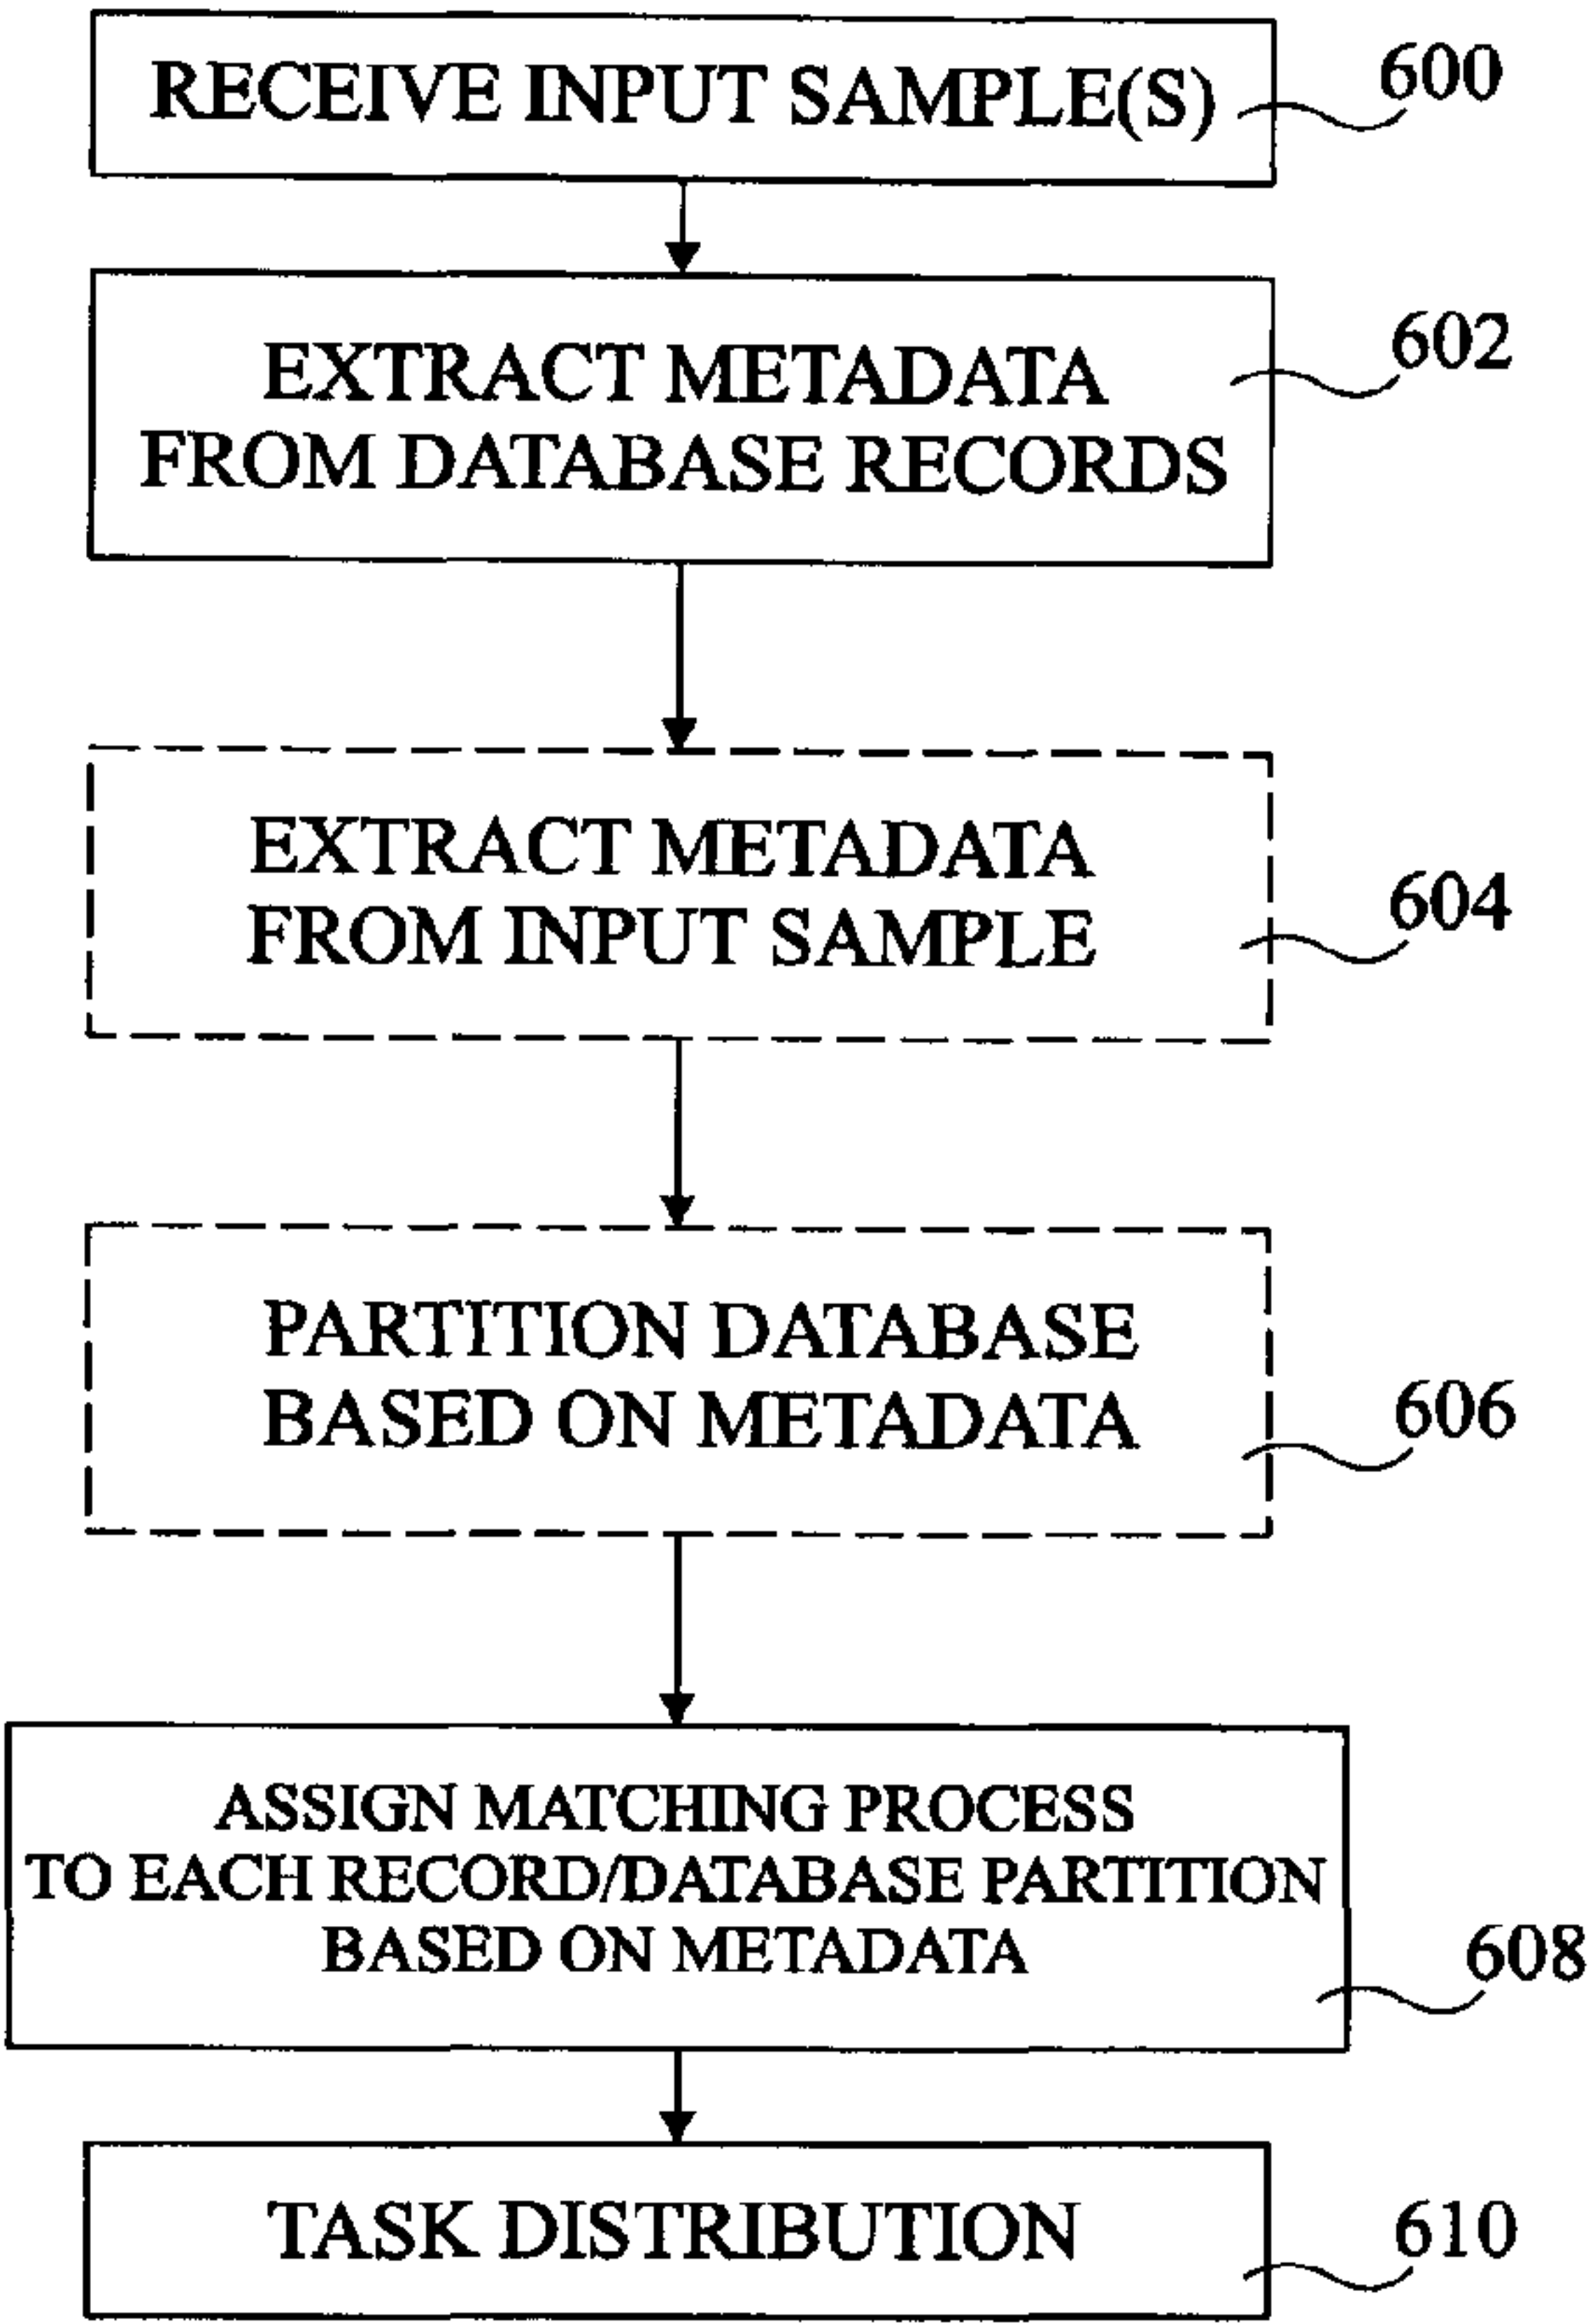 RECEIVE INPUT SAMPLE(S)
600
EXTRACT METADATA
FROM DATABASE RECORDS
602
EXTRACT METADATA
FROM INPUT SAMPLE
604
PARTITION DATABASE
BASED ON METADATA
606
ASSIGN MATCHING PROCESS
TO EACH RECORD/DATABASE PARTITION
BASED ON METADATA
608
TASK DISTRIBUTION
610